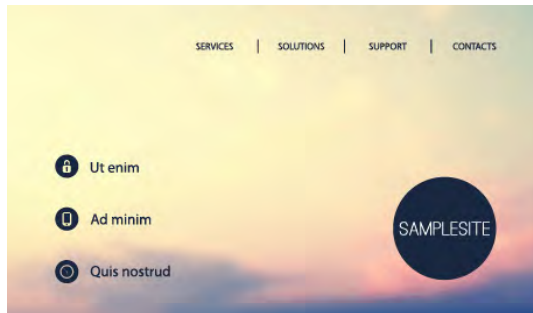 SERVICES | SOLUTIONS | SUPPORT | CONTACTS
Ut enim
Ad minim
SAMPLESITE
Quis nostrud